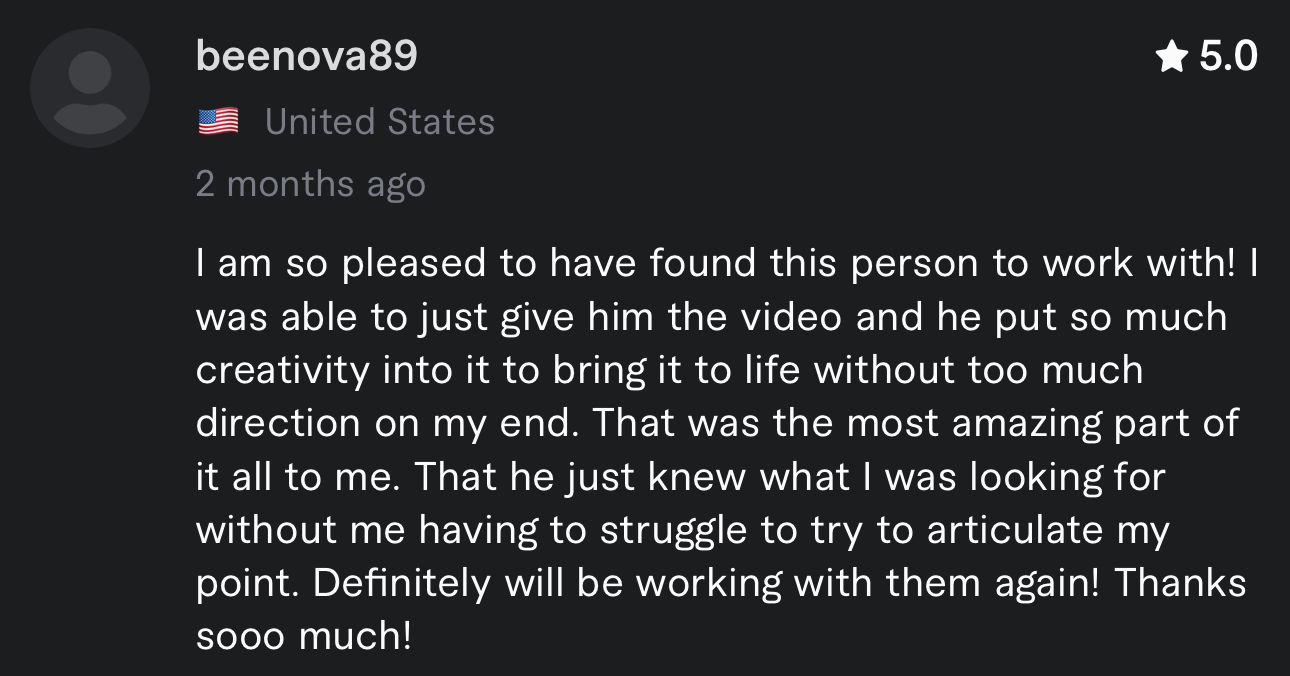 beenova89
5.0
United States
2 months ago
I am so pleased to have found this person to work with! I
was able to just give him the video and he put so much
creativity into it to bring it to life without too much
direction on my end. That was the most amazing part of
it all to me. That he just knew what I was looking for
without me having to struggle to try to articulate my
point. Definitely will be working with them again! Thanks
sooo much!